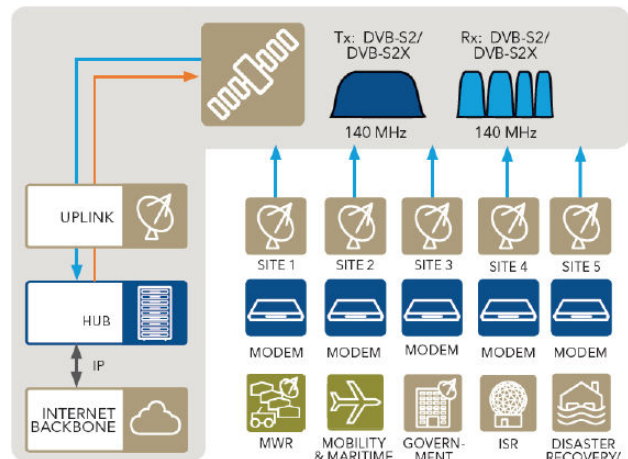 Tx: DVB-S2/
DVB-S2X
140 MHz
Rx: DVB-S2/
DVB-S2X
140 MHz
UPLINK
HUB
IP
INTERNET
BACKBONE
SITE 1
SITE 2
SITE 3
SITE 4
SITE 5
MODEM
MODEM
MODEM
MODEM
MODEM
MWR
MOBILITY
& MARITIME
GOVERN-
MENT
ISR
DISASTER
RECOVERY/